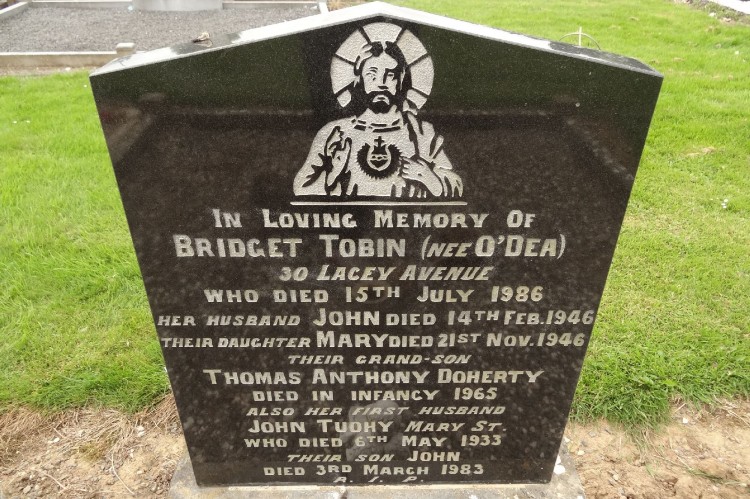 In Loving Memory Of
Bridget Tobin (nee O'Dea)
30 Lacey Avenue
who died 15th July 1986
her husband John died 14th Feb. 1946
their daughter Mary died 21st Nov. 1946
their grand-son
Thomas Anthony Doherty
died in infancy 1965
also her first husband
John Tuohy Mary St.
who died 6th May 1933
their son John
died 3rd March 1983
R. I. P.